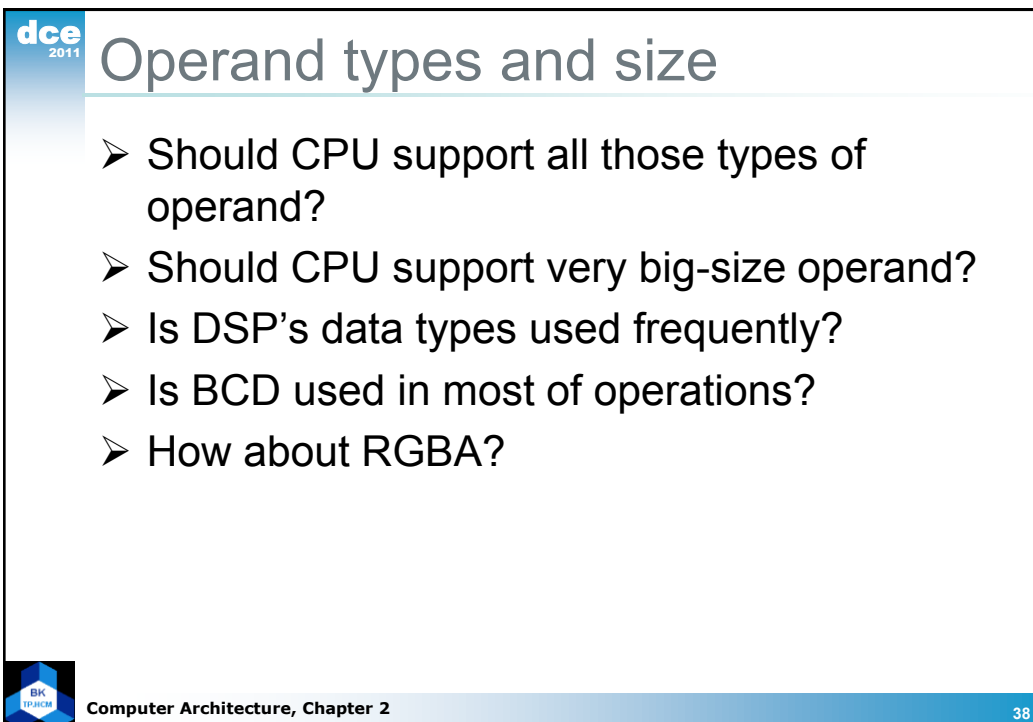 dce
2011
Operand types and size
➢ Should CPU support all those types of
operand?
➢ Should CPU support very big-size operand?
➢ Is DSP’s data types used frequently?
➢ Is BCD used in most of operations?
➢ How about RGBA?
BK
TP.HCM
Computer Architecture, Chapter 2
38